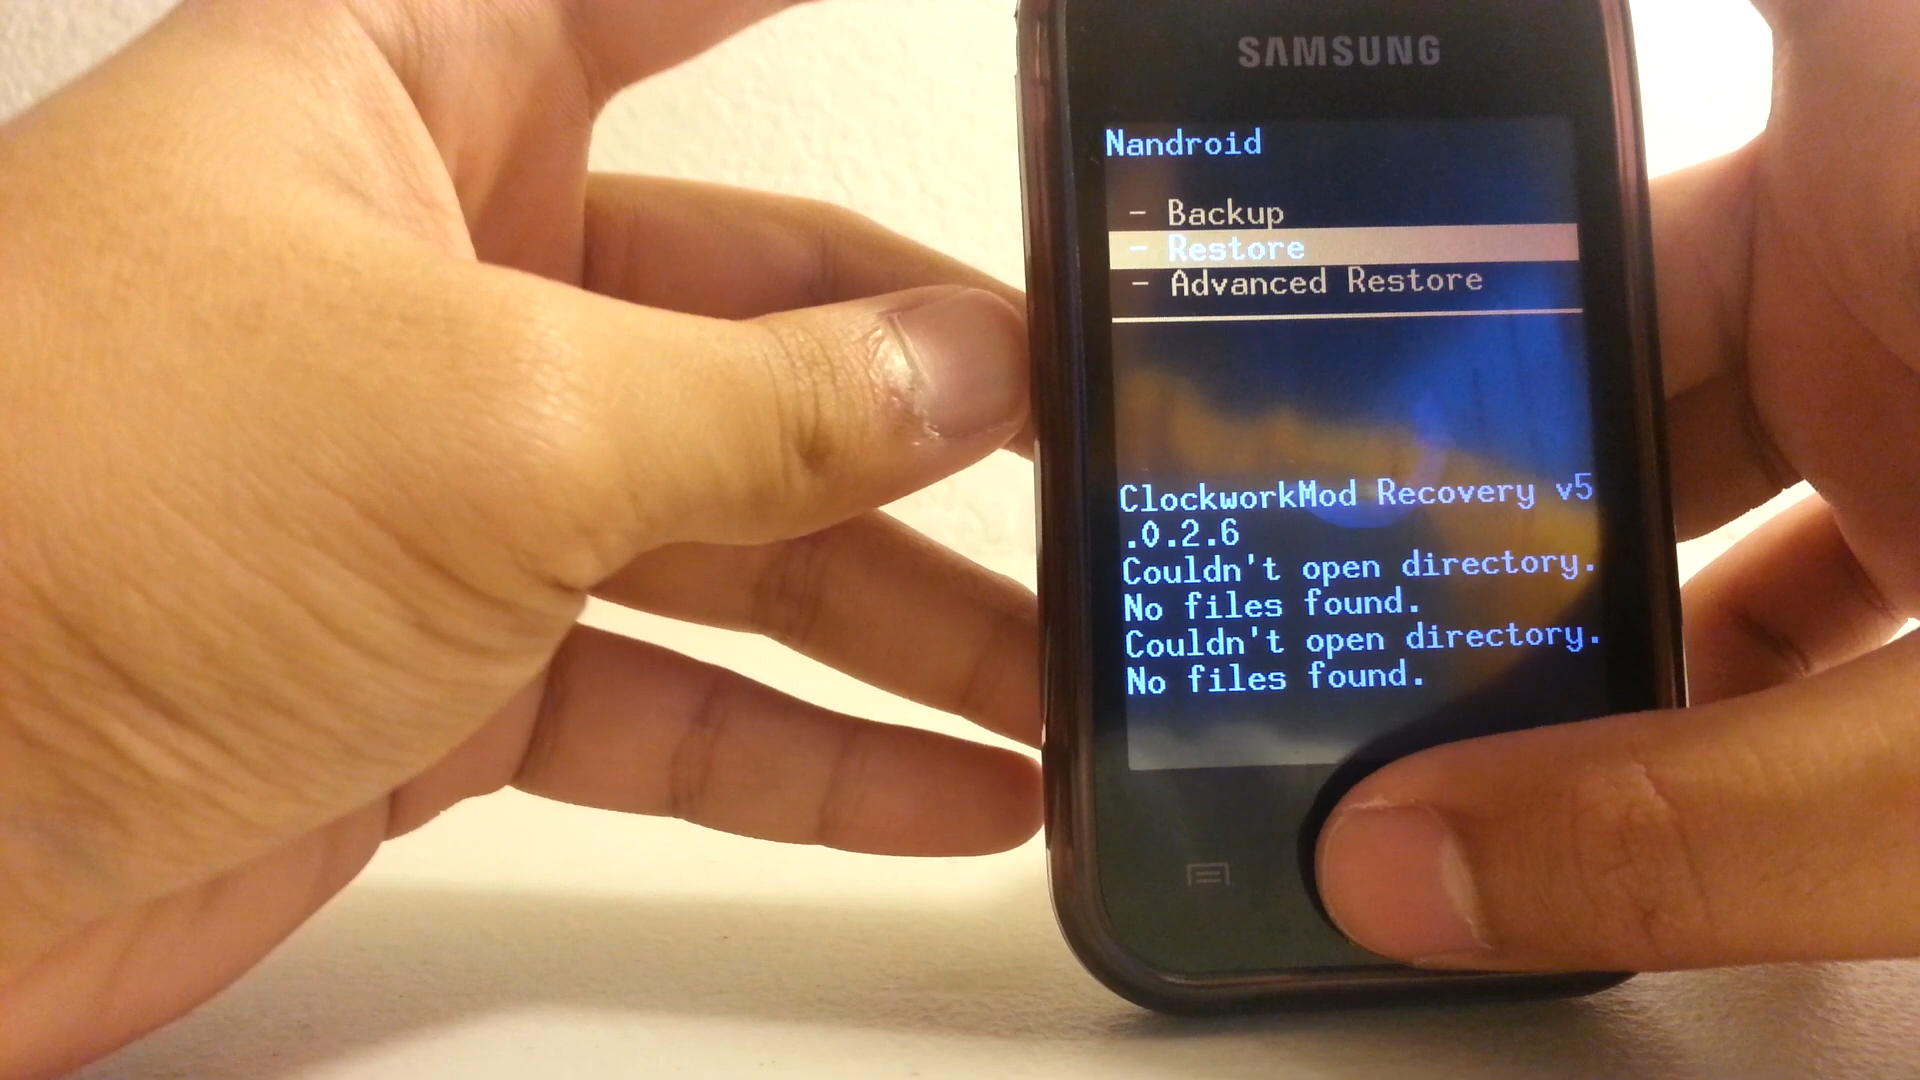 SAMSUNG
Nandroid
- Backup
- Restore
- Advanced Restore
ClockworkMod Recovery v5
.0.2.6
Couldn't open directory.
No files found.
Couldn't open directory.
No files found.